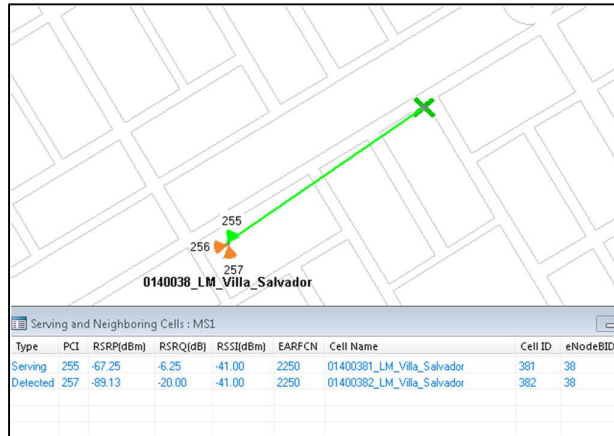 255
256
257
0140038_LM_Villa_Salvador
Serving and Neighboring Cells : MS1
Type PCI RSRP(dBm) RSRQ(dB) RSSI(dBm) EARFCN Cell Name Cell ID eNodeBID
Serving 255 -67.25 -6.25 -41.00 2250 01400381_LM_Villa_Salvador 381 38
Detected 257 -89.13 -20.00 -41.00 2250 01400382_LM_Villa_Salvador 382 38